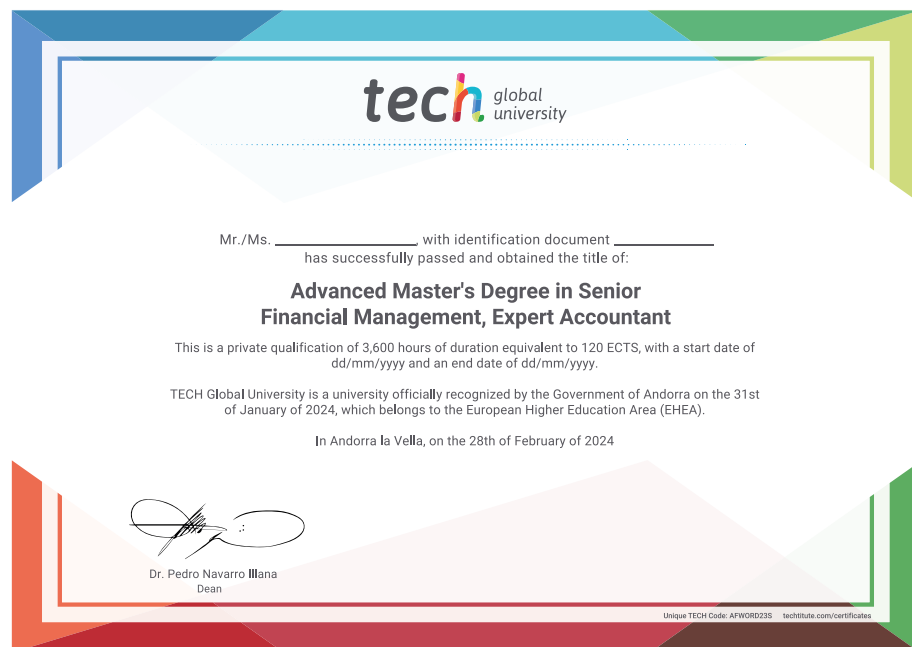 tech global
university
Mr./Ms. ________, with identification document ________
has successfully passed and obtained the title of:
Advanced Master's Degree in Senior
Financial Management, Expert Accountant
This is a private qualification of 3,600 hours of duration equivalent to 120 ECTS, with a start date of
dd/mm/yyyy and an end date of dd/mm/yyyy.
TECH Global University is a university officially recognized by the Government of Andorra on the 31st
of January of 2024, which belongs to the European Higher Education Area (EHEA).
In Andorra la Vella, on the 28th of February of 2024
Dr. Pedro Navarro Illana
Dean
Unique TECH Code: AFWORD23S techtitute.com/certificates